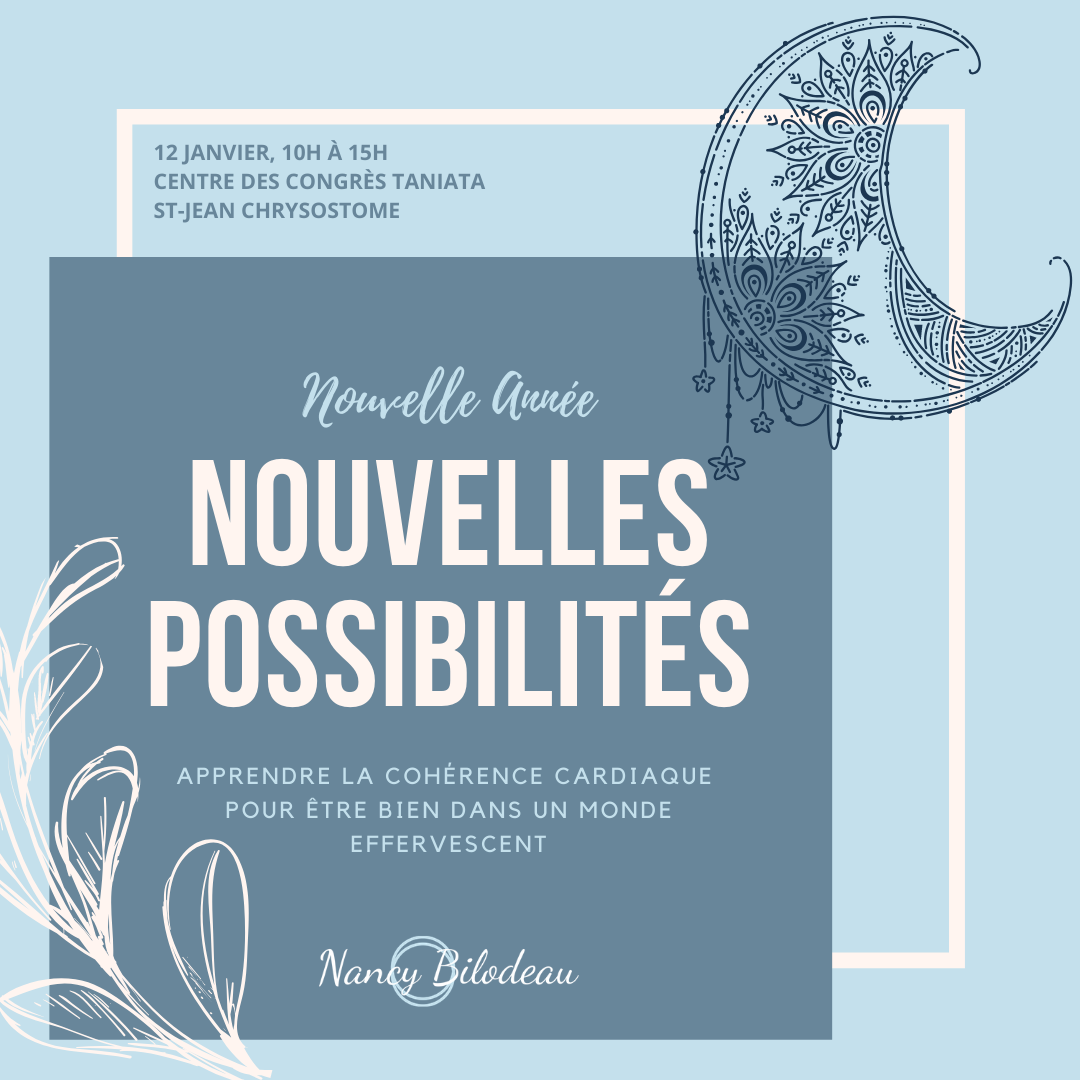 12 JANVIER, 10H À 15H
CENTRE DES CONGRÈS TANIATA
ST-JEAN CHRYSOSTOME
Nouvelle Année
NOUVELLES
POSSIBILITÉS
APPRENDRE LA COHÉRENCE CARDIAQUE
POUR ÊTRE BIEN DANS UN MONDE
EFFERVESCENT
Nancy Bilodeau